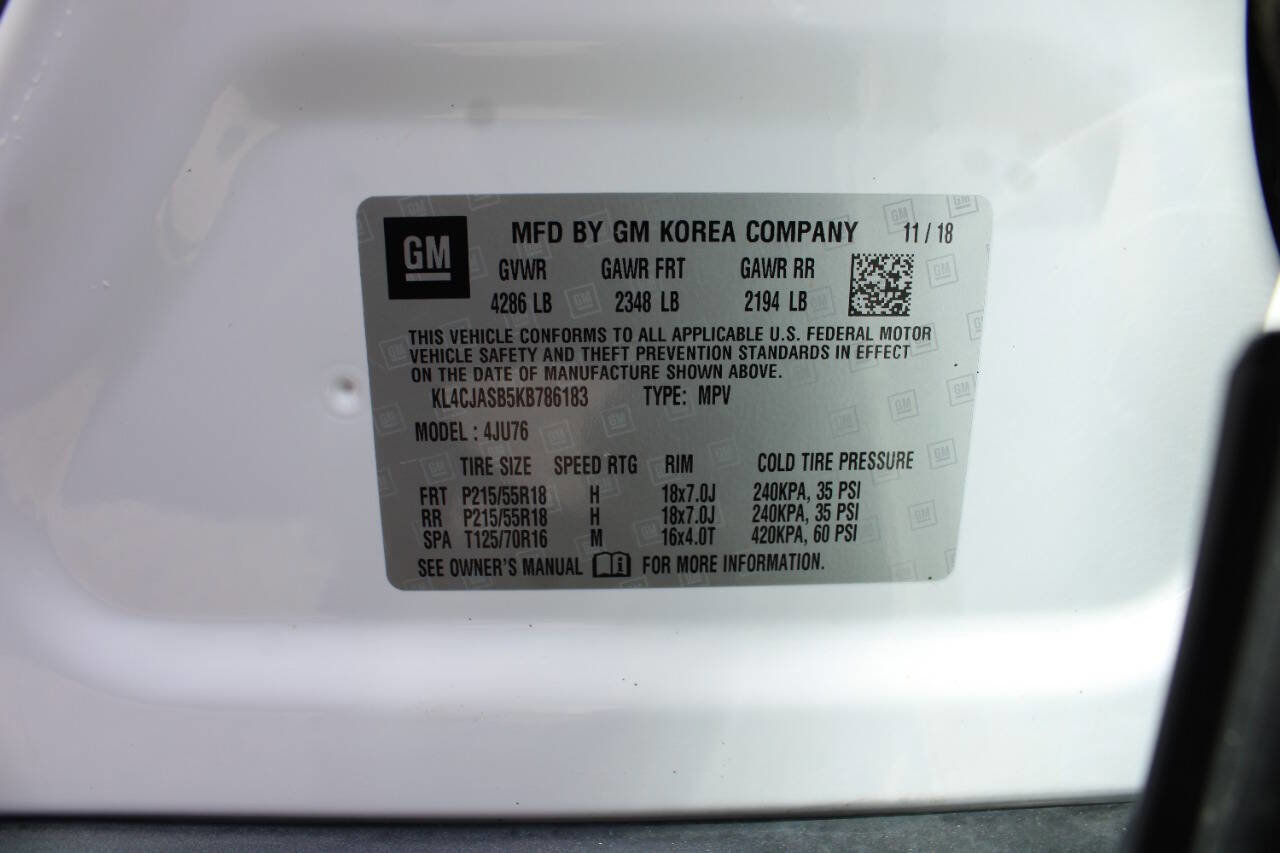 GM MFD BY GM KOREA COMPANY 11 / 18
GVWR GAWR FRT GAWR RR
4286 LB 2348 LB 2194 LB
THIS VEHICLE CONFORMS TO ALL APPLICABLE U.S. FEDERAL MOTOR
VEHICLE SAFETY AND THEFT PREVENTION STANDARDS IN EFFECT
ON THE DATE OF MANUFACTURE SHOWN ABOVE.
KL4CJASB5KB786183 TYPE: MPV
MODEL : 4JU76
TIRE SIZE SPEED RTG RIM COLD TIRE PRESSURE
FRT P215/55R18 H 18x7.0J 240KPA, 35 PSI
RR P215/55R18 H 18x7.0J 240KPA, 35 PSI
SPA T125/70R16 M 16x4.0T 420KPA, 60 PSI
SEE OWNER'S MANUAL i FOR MORE INFORMATION.